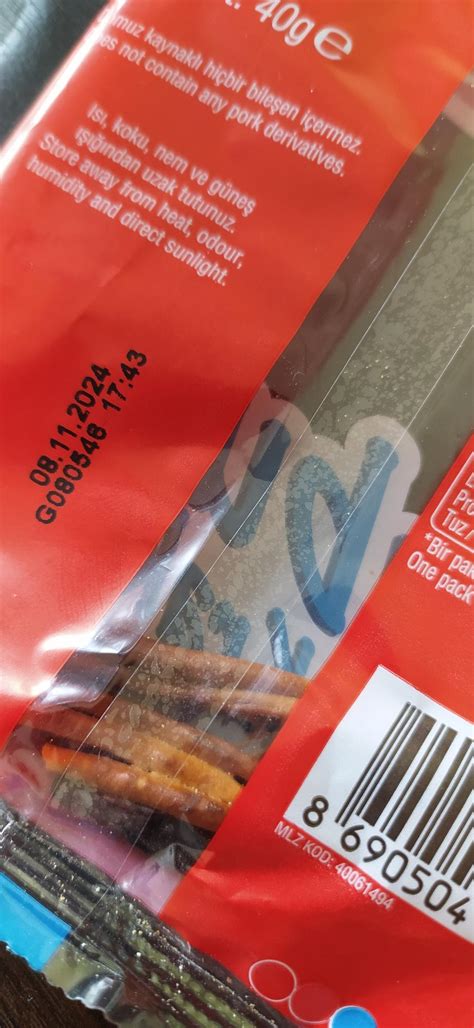 40g e
kaynaklı hiçbir bileşen içermez.
not contain any pork derivatives.
Isı, koku, nem ve güneş
ışığından uzak tutunuz.
Store away from heat, odour,
humidity and direct sunlight.
08.11.2024
G080546 17:43
Tuz /
*Bir
One pack
8 690504
MLZ KOD: 40061494